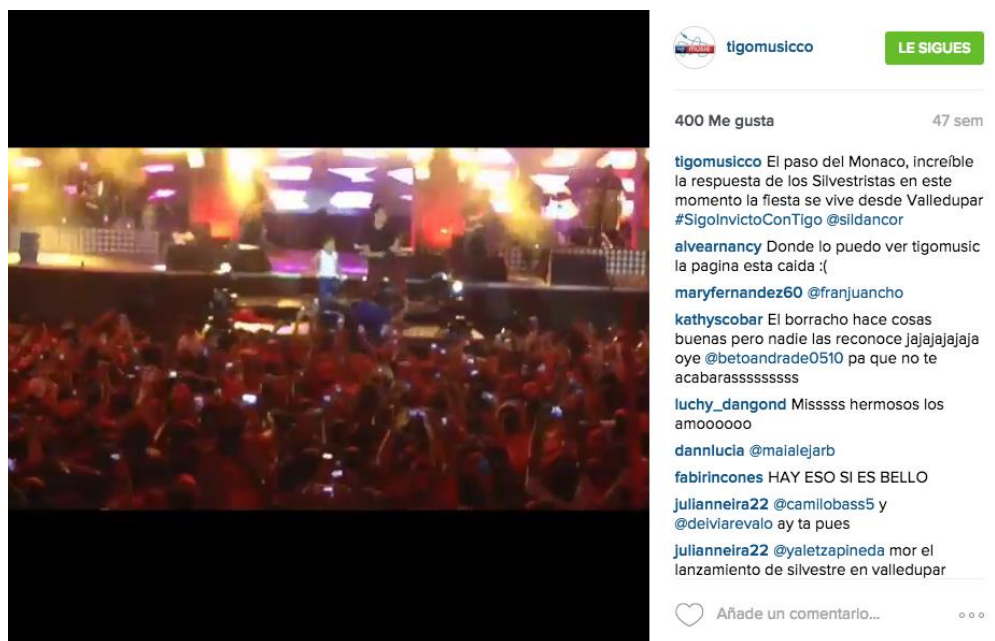 music
tigomusicco
LE SIGUES
400 Me gusta
47 sem
tigomusicco El paso del Monaco, increíble
la respuesta de los Silvestristas en este
momento la fiesta se vive desde Valledupar
#SigoInvictoConTigo @sildancor
alvearnancy Donde lo puedo ver tigomusic
la pagina esta caida :(
maryfernandez60 @franjuancho
kathyscobar El borracho hace cosas
buenas pero nadie las reconoce jajajajajaja
oye @betoandrade0510 pa que no te
acabarasssssssss
luchy_dangond Misssss hermosos los
amoooooo
dannlucia @maialejarb
fabirincones HAY ESO SI ES BELLO
julianneira22 @camilobass5 y
@deiviarevalo ay ta pues
julianneira22 @yaletzapineda mor el
lanzamiento de silvestre en valledupar
Añade un comentario...